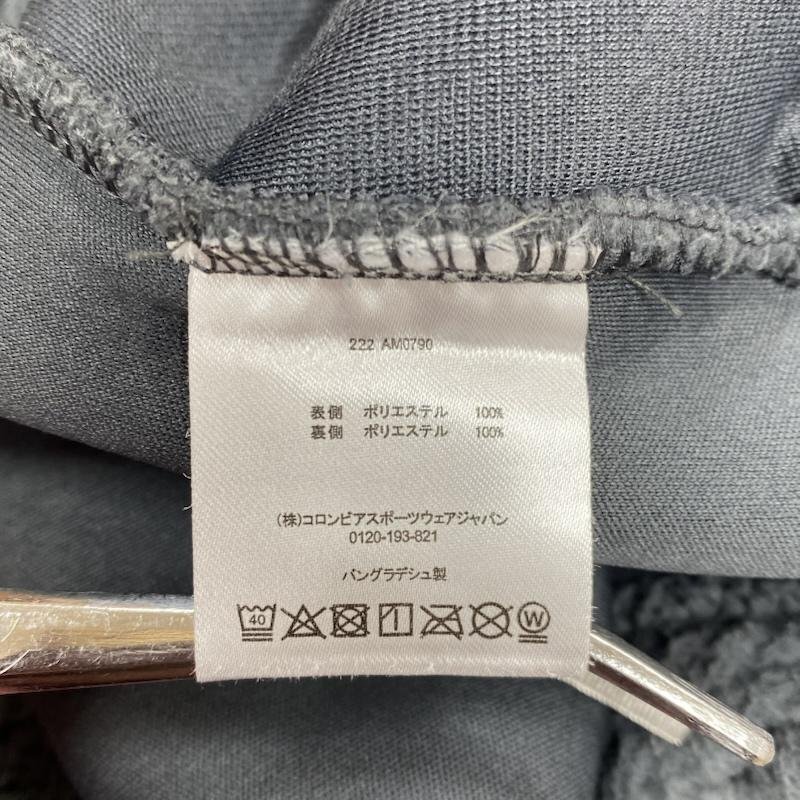 222 AM0790
表側 ポリエステル 100%
裏側 ポリエステル 100%
(株)コロンビアスポーツウェアジャパン
0120-193-821
バングラデシュ製
40 W